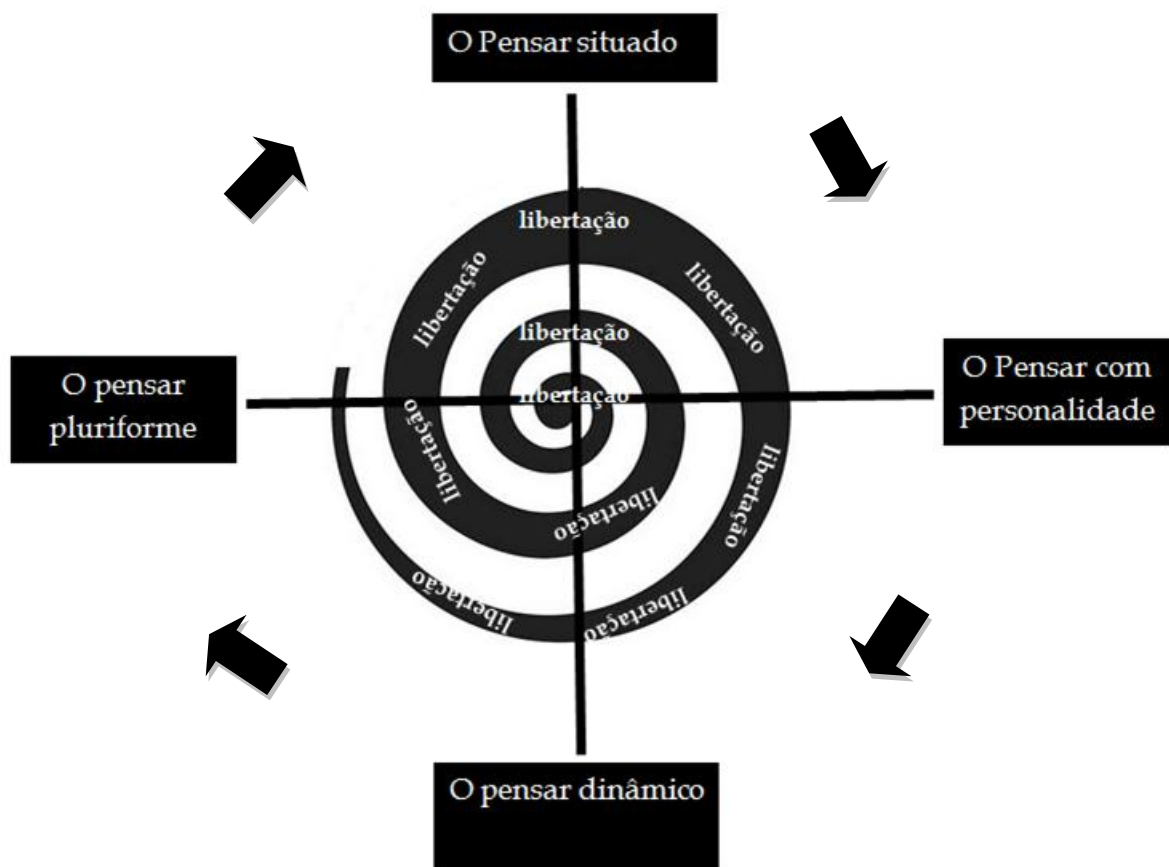 O Pensar situado
libertação
libertação
libertação
libertação
libertação
O pensar
pluriforme
O Pensar com
personalidade
libertação
libertação
libertação
libertação
libertação
O pensar dinâmico